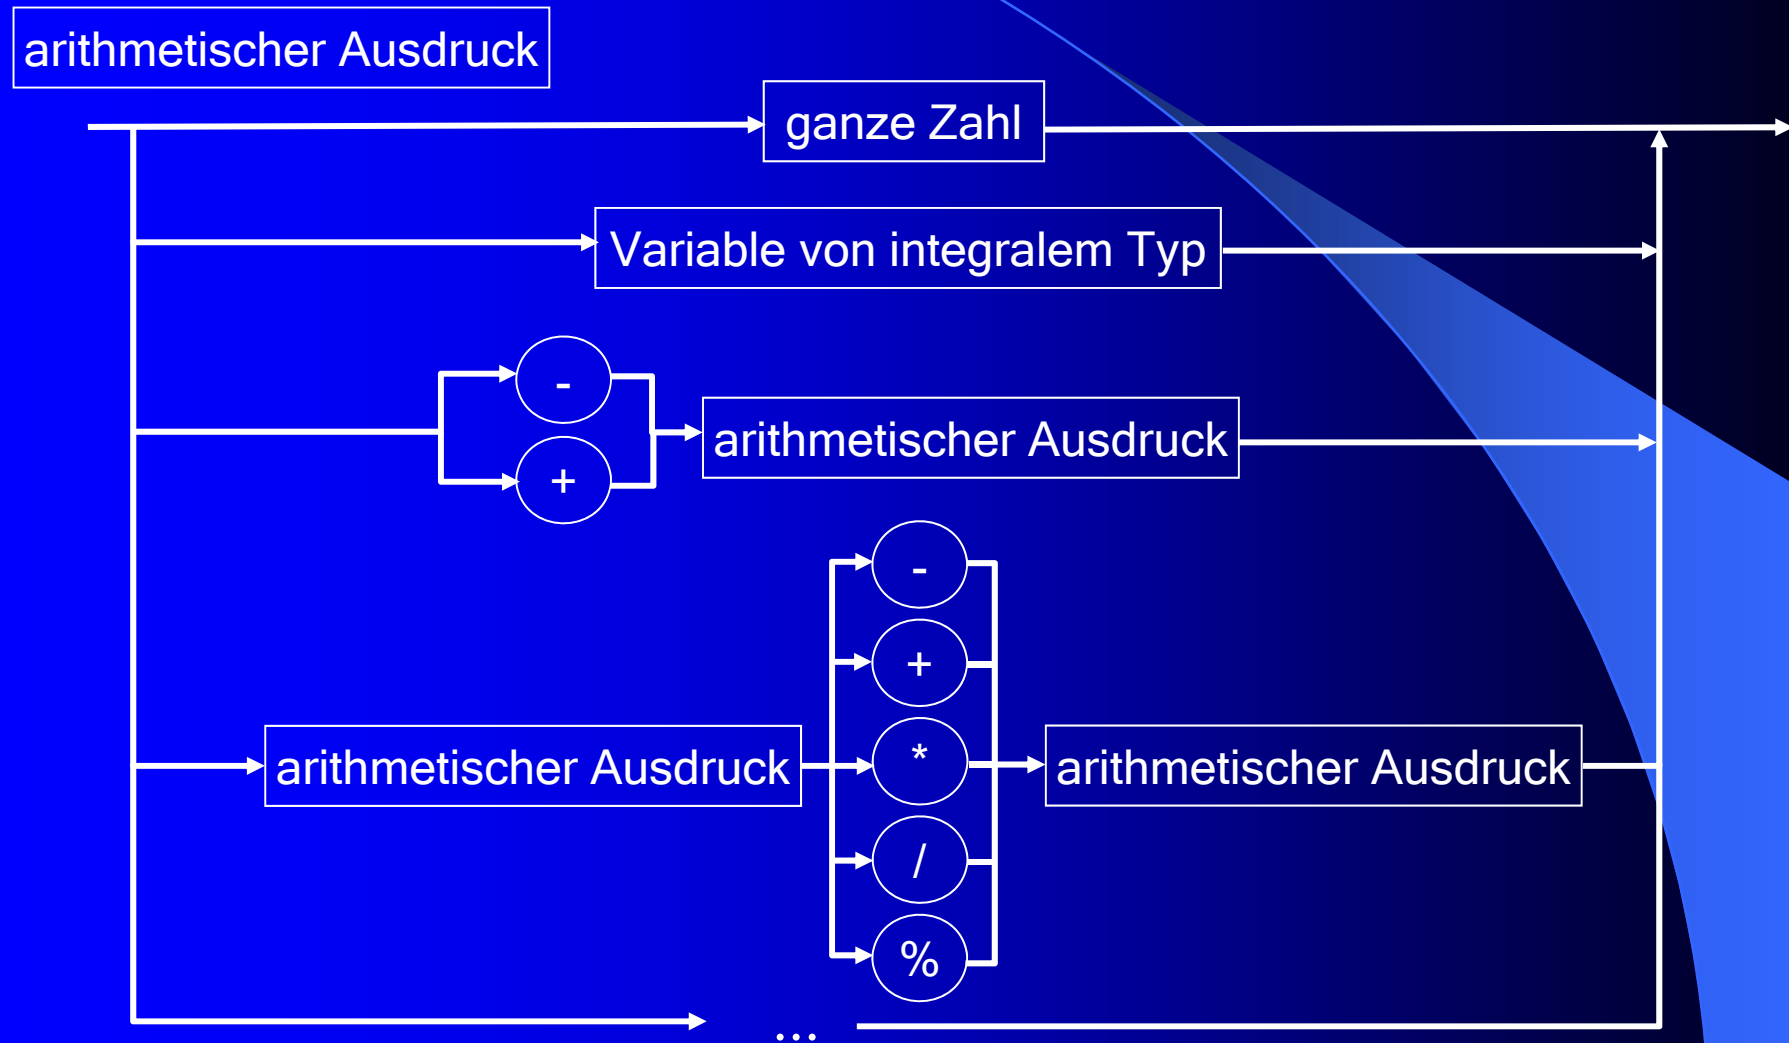 arithmetischer Ausdruck
ganze Zahl
Variable von integralem Typ
-
+
arithmetischer Ausdruck
-
+
*
/
%
arithmetischer Ausdruck
arithmetischer Ausdruck
...